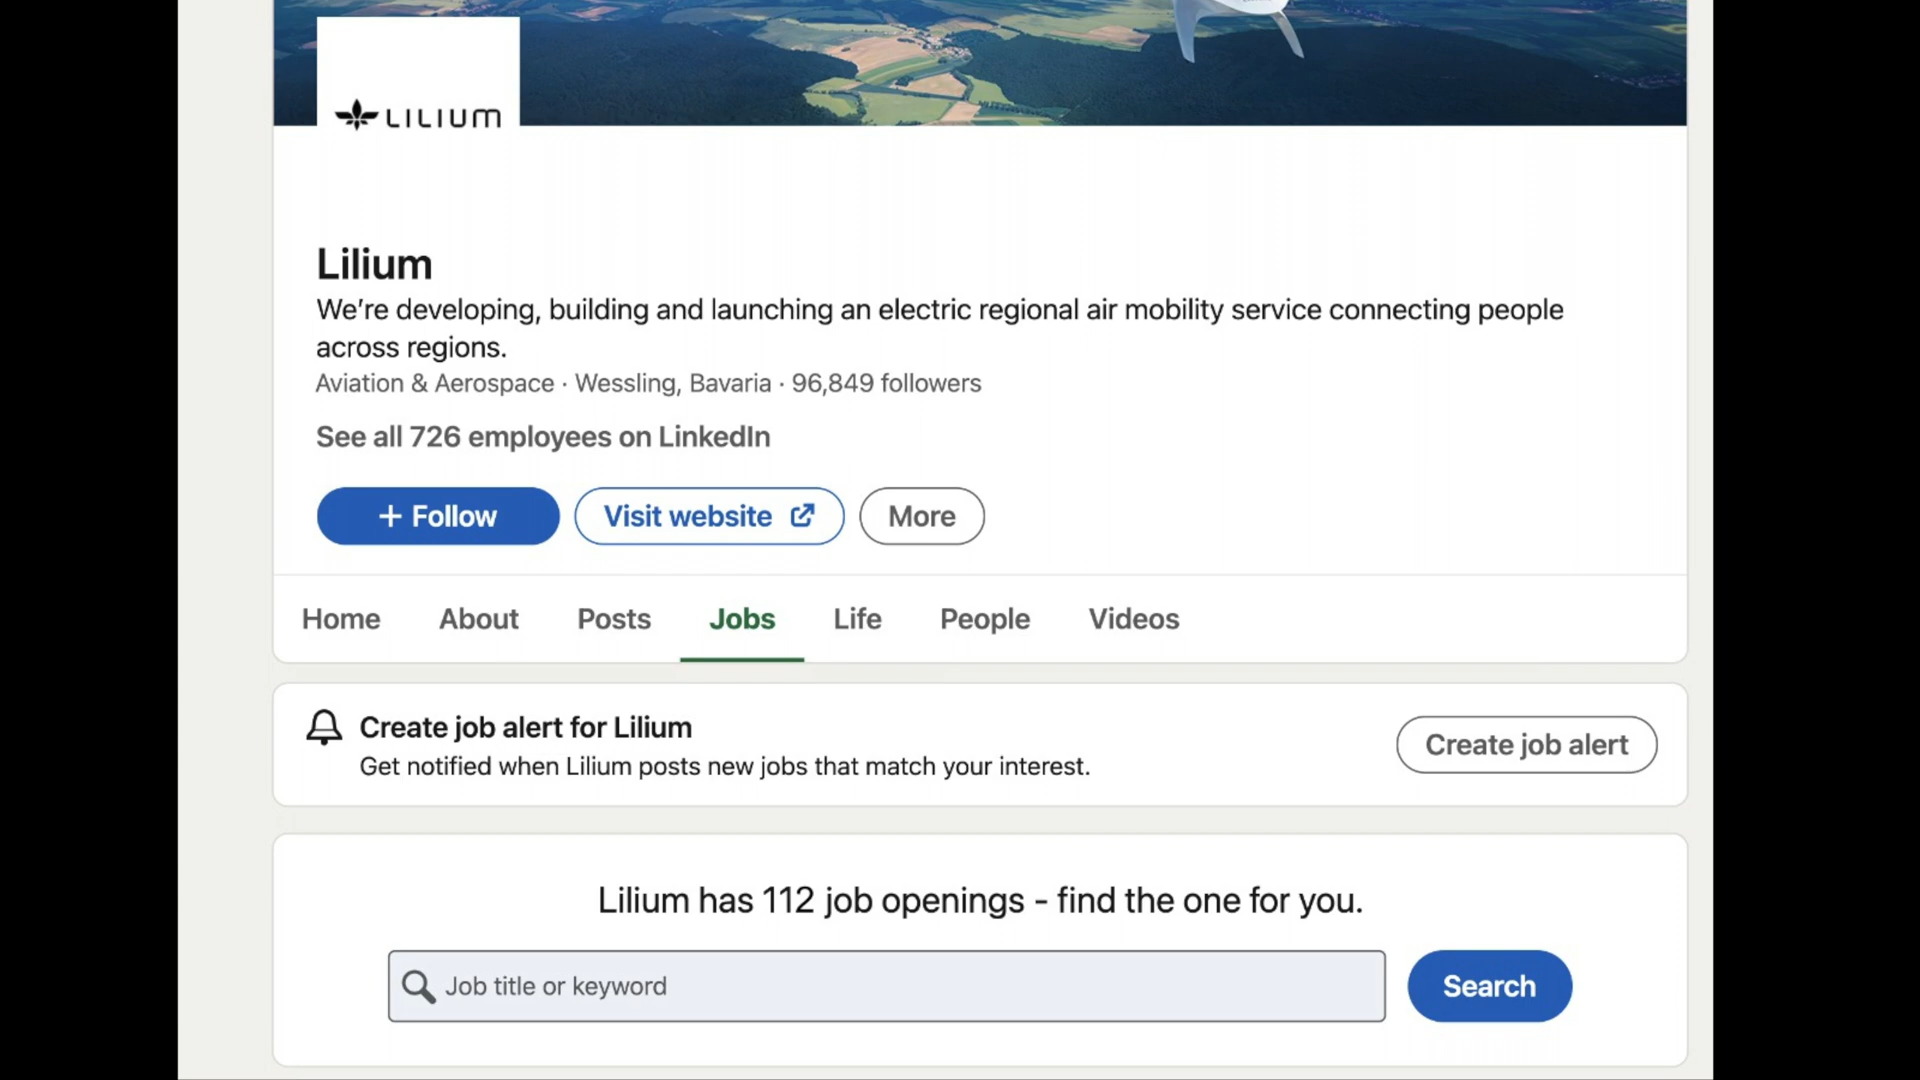 LILIUM
Lilium
We're developing, building and launching an electric regional air mobility service connecting people
across regions.
Aviation & Aerospace · Wessling, Bavaria · 96,849 followers
See all 726 employees on LinkedIn
+ Follow
Visit website
More
Home
About
Posts
Jobs
Life
People
Videos
Create job alert for Lilium
Get notified when Lilium posts new jobs that match your interest.
Create job alert
Lilium has 112 job openings - find the one for you.
Job title or keyword
Search